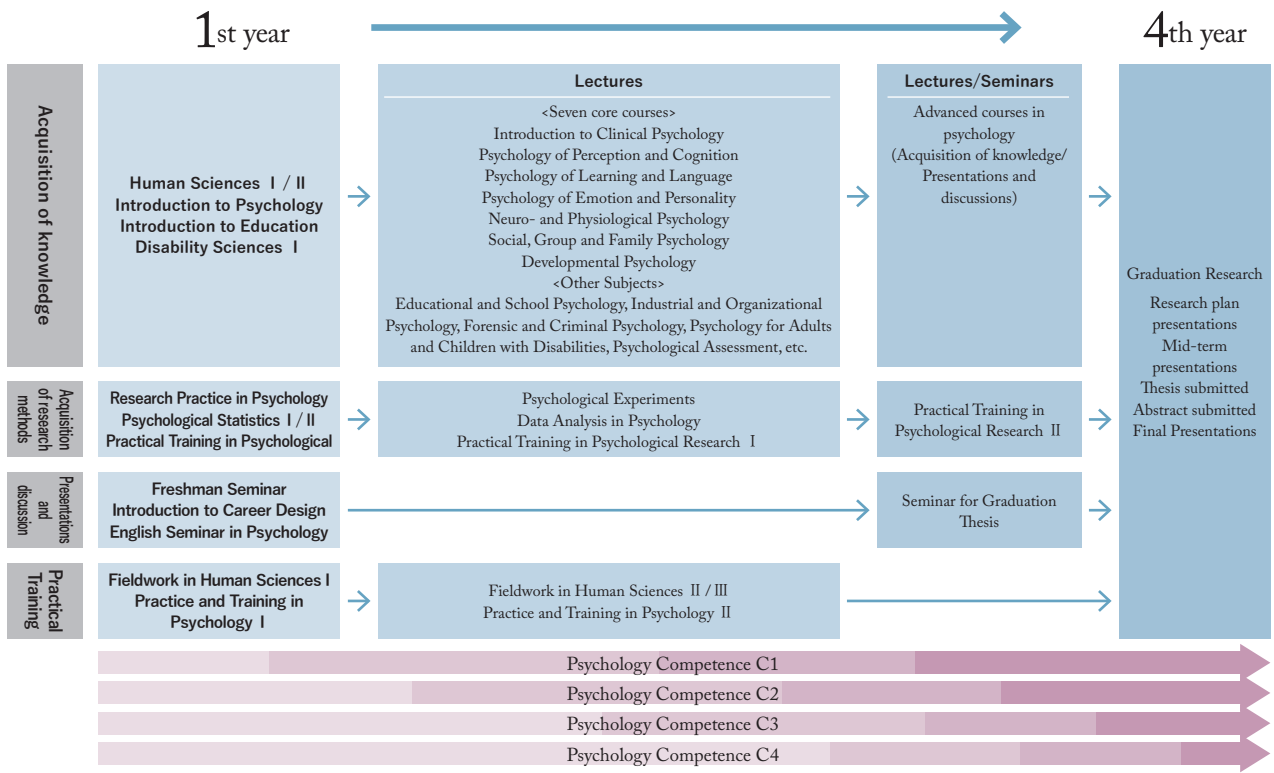 1st year
4th year
Acquisition of knowledge
Human Sciences Ⅰ / Ⅱ
Introduction to Psychology
Introduction to Education
Disability Sciences Ⅰ
Lectures
<Seven core courses>
Introduction to Clinical Psychology
Psychology of Perception and Cognition
Psychology of Learning and Language
Psychology of Emotion and Personality
Neuro- and Physiological Psychology
Social, Group and Family Psychology
Developmental Psychology
<Other Subjects>
Educational and School Psychology, Industrial and Organizational
Psychology, Forensic and Criminal Psychology, Psychology for Adults
and Children with Disabilities, Psychological Assessment, etc.
Lectures/Seminars
Advanced courses in
psychology
(Acquisition of knowledge/
Presentations and
discussions)
Graduation Research
Research plan
presentations
Mid-term
presentations
Thesis submitted
Abstract submitted
Final Presentations
Acquisition
of research
methods
Research Practice in Psychology
Psychological Statistics Ⅰ / Ⅱ
Practical Training in Psychological
Psychological Experiments
Data Analysis in Psychology
Practical Training in Psychological Research Ⅰ
Practical Training in
Psychological Research Ⅱ
Presentations
and
discussion
Freshman Seminar
Introduction to Career Design
English Seminar in Psychology
Seminar for Graduation
Thesis
Practical
Training
Fieldwork in Human Sciences I
Practice and Training in
Psychology Ⅰ
Fieldwork in Human Sciences Ⅱ / Ⅲ
Practice and Training in Psychology Ⅱ
Psychology Competence C1
Psychology Competence C2
Psychology Competence C3
Psychology Competence C4